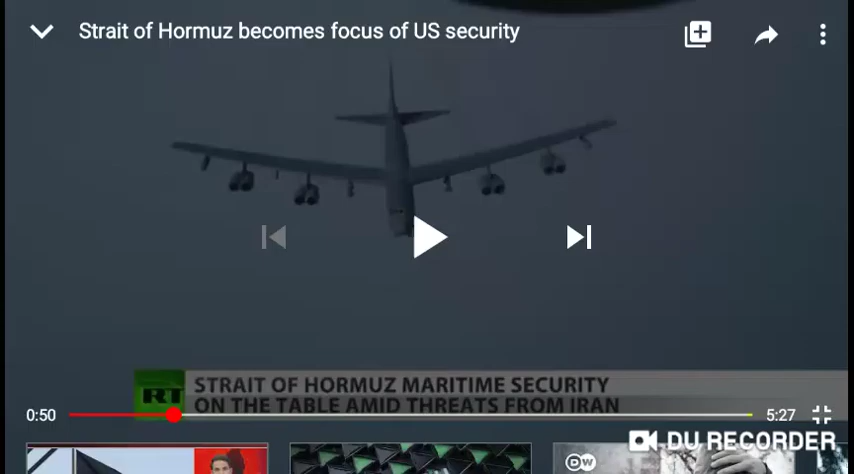 Strait of Hormuz becomes focus of US security
RT
STRAIT OF HORMUZ MARITIME SECURITY
ON THE TABLE AMID THREATS FROM IRAN
0:50
5:27
DU RECORDER
DW